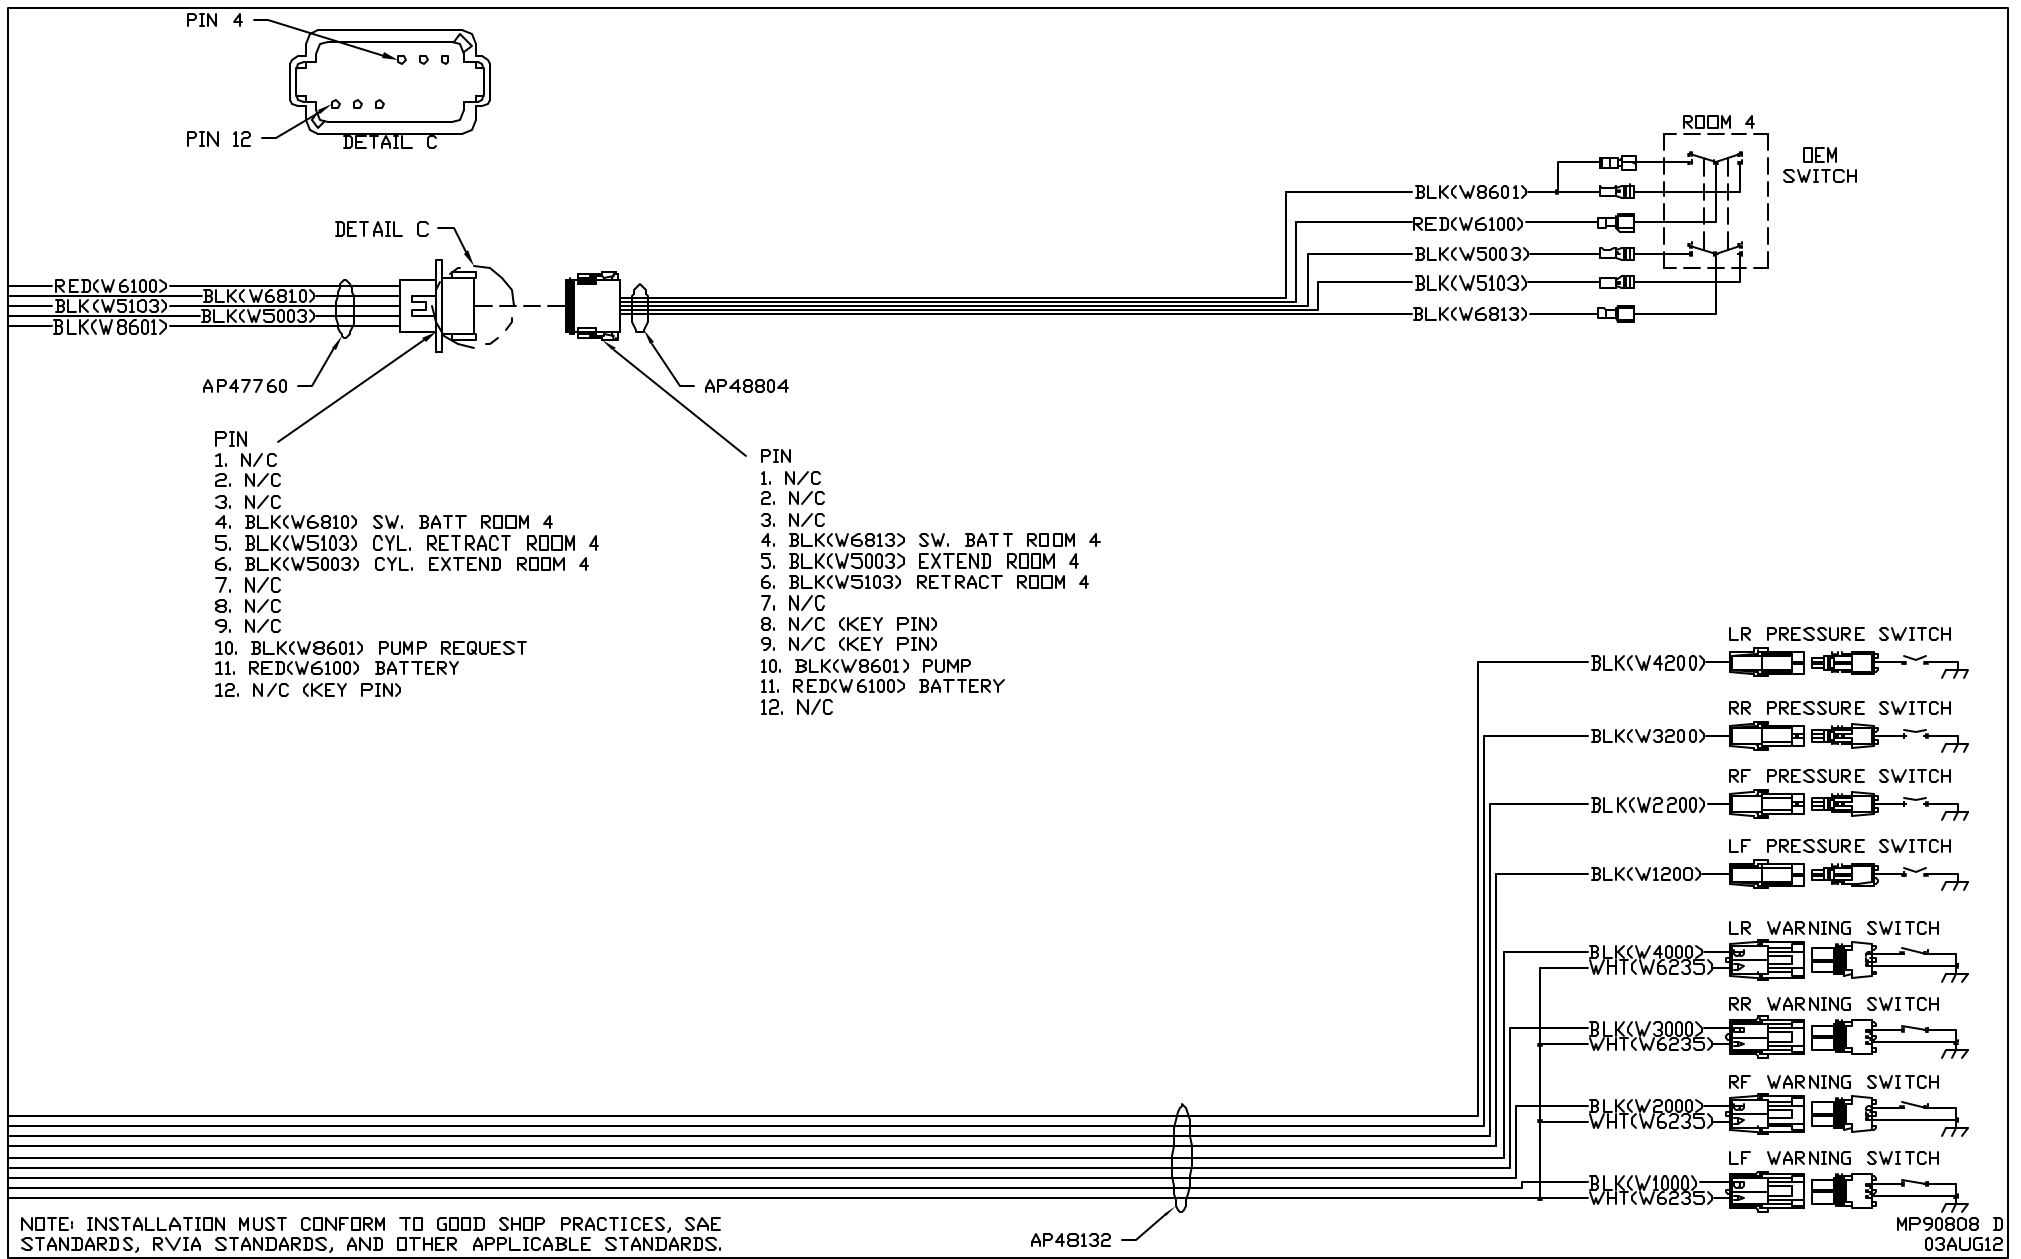 PIN 4
PIN 12
DETAIL C
DETAIL C
RED(W6100)
BLK(W6810)
BLK(W5103)
BLK(W5003)
BLK(W8601)
AP47760
AP48804
PIN
1. N/C
2. N/C
3. N/C
4. BLK(W6810) SW. BATT ROOM 4
5. BLK(W5103) CYL. RETRACT ROOM 4
6. BLK(W5003) CYL. EXTEND ROOM 4
7. N/C
8. N/C
9. N/C
10. BLK(W8601) PUMP REQUEST
11. RED(W6100) BATTERY
12. N/C (KEY PIN)
PIN
1. N/C
2. N/C
3. N/C
4. BLK(W6813) SW. BATT ROOM 4
5. BLK(W5003) EXTEND ROOM 4
6. BLK(W5103) RETRACT ROOM 4
7. N/C
8. N/C (KEY PIN)
9. N/C (KEY PIN)
10. BLK(W8601) PUMP
11. RED(W6100) BATTERY
12. N/C
ROOM 4
OEM
SWITCH
BLK(W8601)
RED(W6100)
BLK(W5003)
BLK(W5103)
BLK(W6813)
LR PRESSURE SWITCH
BLK(W4200)
RR PRESSURE SWITCH
BLK(W3200)
RF PRESSURE SWITCH
BLK(W2200)
LF PRESSURE SWITCH
BLK(W1200)
LR WARNING SWITCH
BLK(W4000)
B
WHT(W6235)
A
RR WARNING SWITCH
BLK(W3000)
B
WHT(W6235)
A
RF WARNING SWITCH
BLK(W2000)
B
WHT(W6235)
A
LF WARNING SWITCH
BLK(W1000)
B
WHT(W6235)
A
AP48132
NOTE: INSTALLATION MUST CONFORM TO GOOD SHOP PRACTICES, SAE
STANDARDS, RVIA STANDARDS, AND OTHER APPLICABLE STANDARDS.
MP90808 D
03AUG12